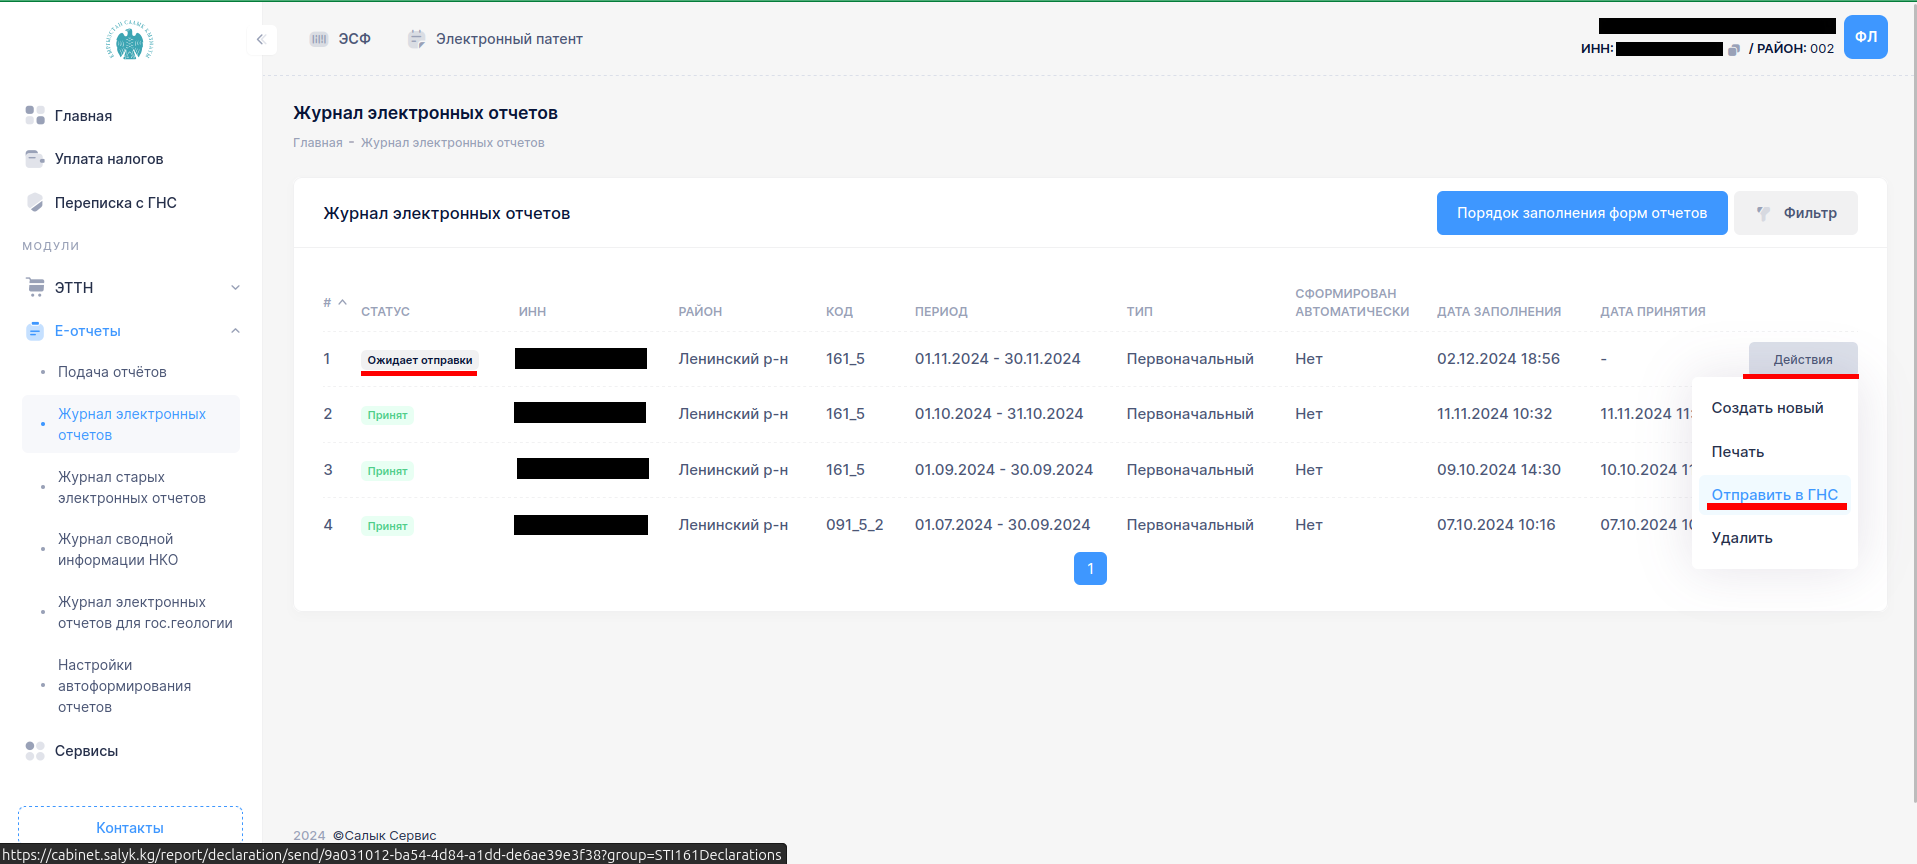 ЭСФ
Электронный патент
ИНН:
/ РАЙОН: 002
ФЛ
Главная
Уплата налогов
Переписка с ГНС
МОДУЛИ
ЭТТН
Е-отчеты
Подача отчётов
Журнал электронных
отчетов
Журнал старых
электронных отчетов
Журнал сводной
информации НКО
Журнал электронных
отчетов для гос.геологии
Настройки
автоформирования
отчетов
Сервисы
Контакты
Журнал электронных отчетов
Главная - Журнал электронных отчетов
Журнал электронных отчетов
Порядок заполнения форм отчетов
Фильтр
# СТАТУС ИНН РАЙОН КОД ПЕРИОД ТИП СФОРМИРОВАН АВТОМАТИЧЕСКИ ДАТА ЗАПОЛНЕНИЯ ДАТА ПРИНЯТИЯ
1 Ожидает отправки Ленинский р-н 161_5 01.11.2024 - 30.11.2024 Первоначальный Нет 02.12.2024 18:56 - Действия
2 Принят Ленинский р-н 161_5 01.10.2024 - 31.10.2024 Первоначальный Нет 11.11.2024 10:32 11.11.2024 11:
3 Принят Ленинский р-н 161_5 01.09.2024 - 30.09.2024 Первоначальный Нет 09.10.2024 14:30 10.10.2024 11
4 Принят Ленинский р-н 091_5_2 01.07.2024 - 30.09.2024 Первоначальный Нет 07.10.2024 10:16 07.10.2024 10
Создать новый
Печать
Отправить в ГНС
Удалить
1
2024 ©Салык Сервис
https://cabinet.salyk.kg/report/declaration/send/9a031012-ba54-4d84-a1dd-de6ae39e3f38?group=STI161Declarations